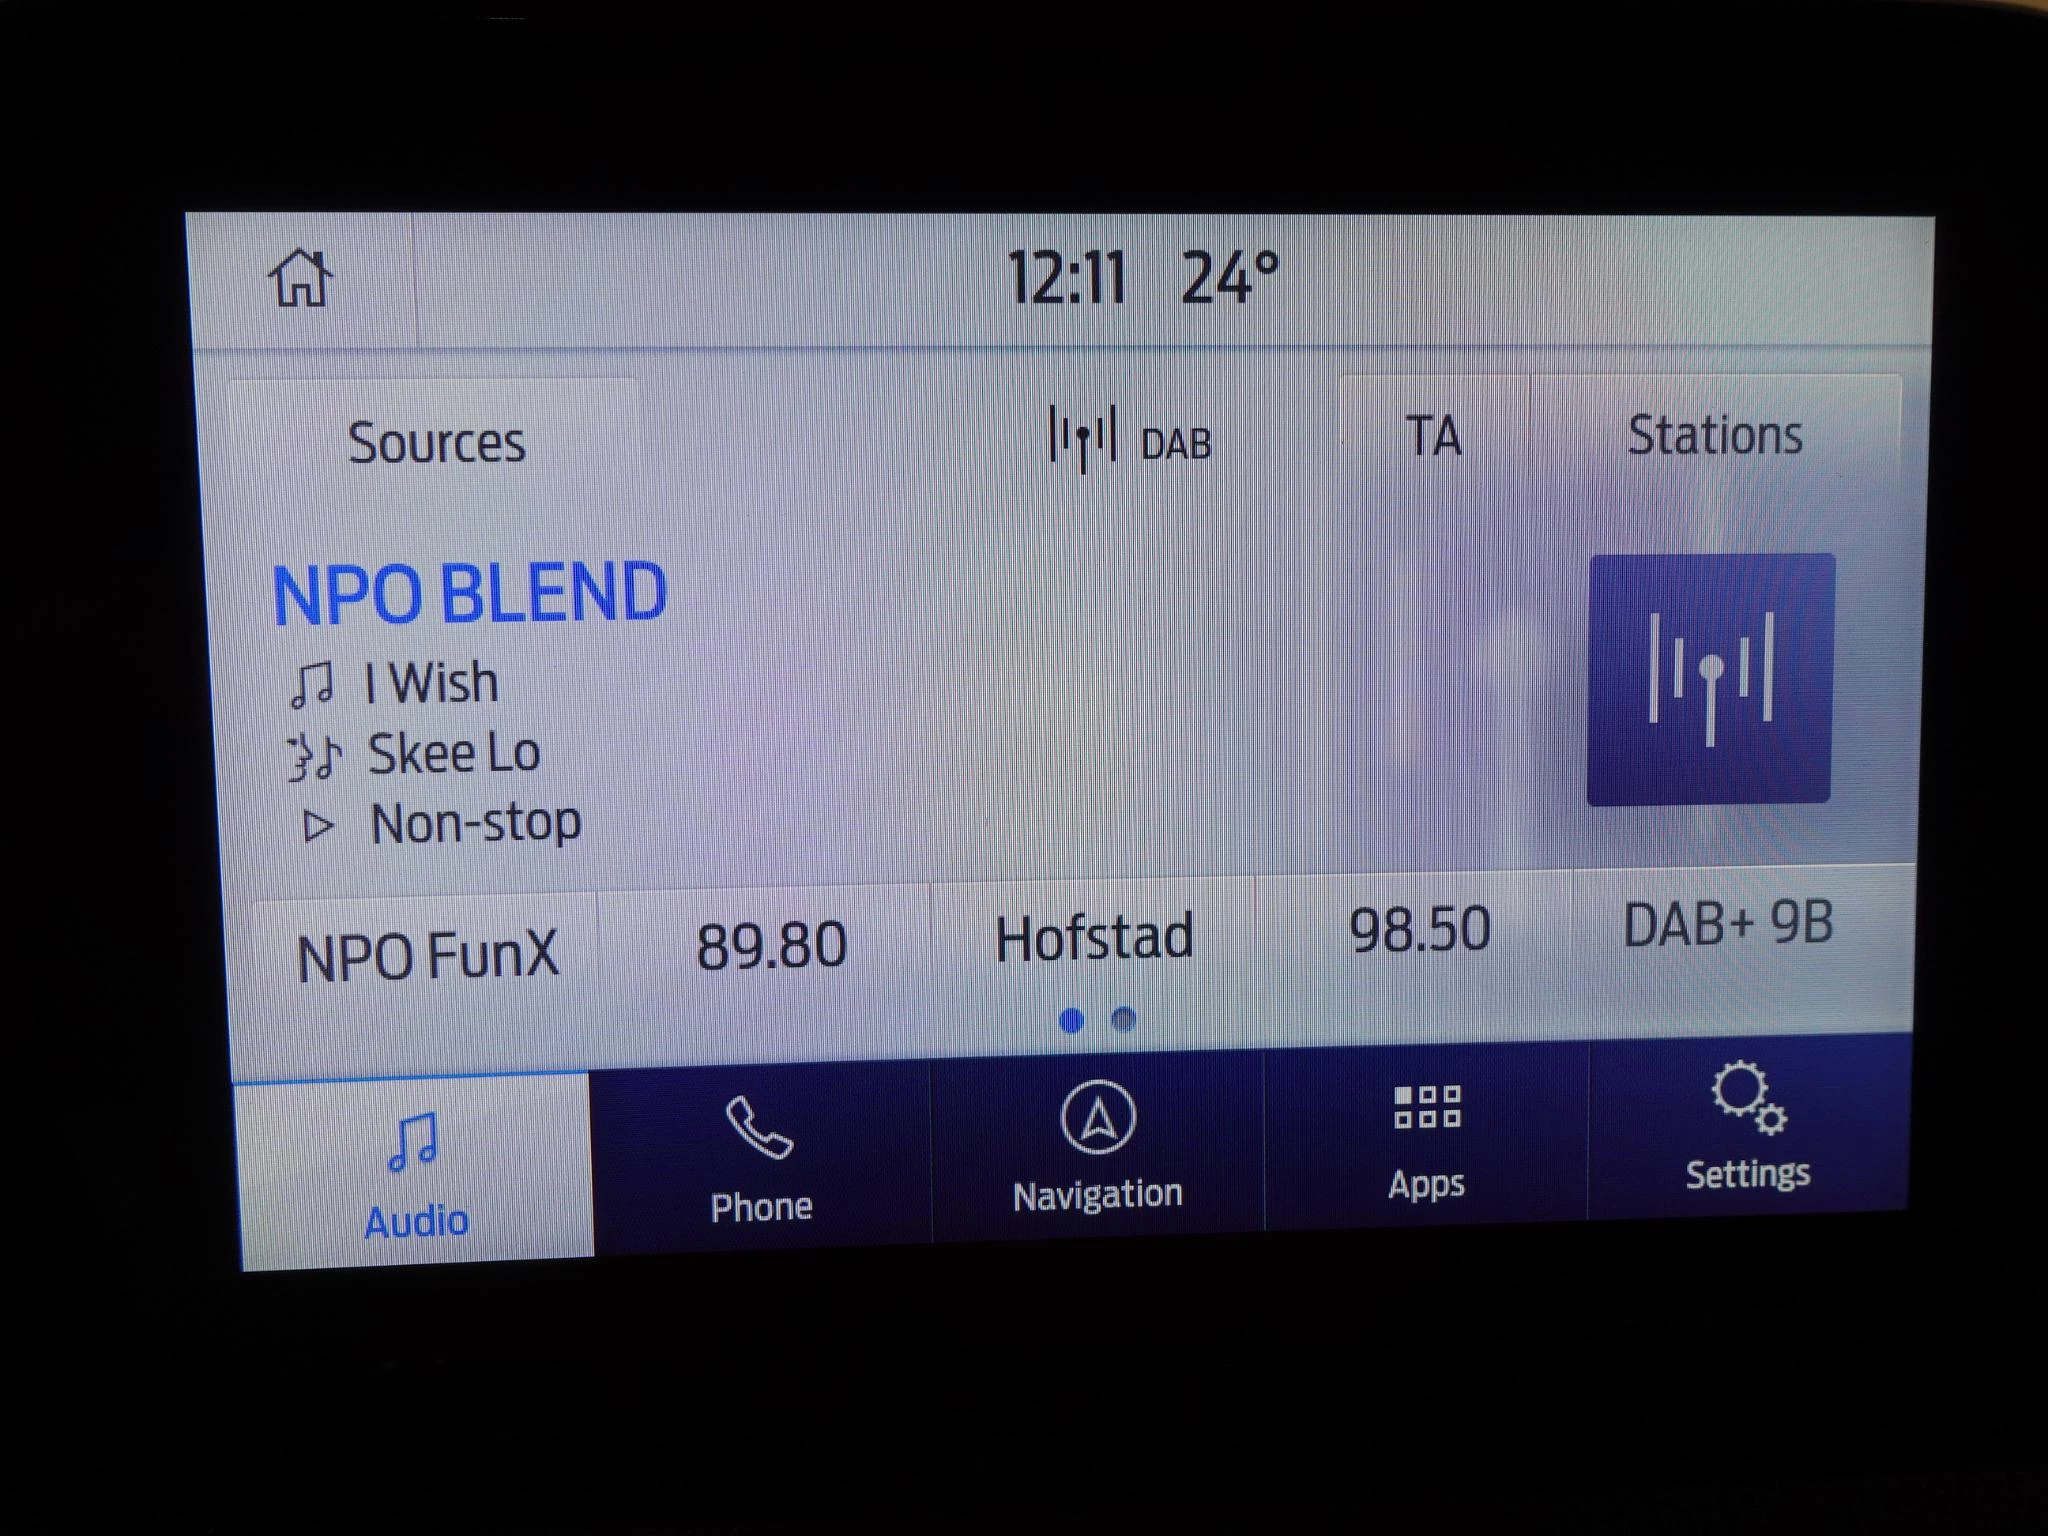 12:11 24°
Sources DAB TA Stations
NPO BLEND
I Wish
Skee Lo
Non-stop
NPO FunX 89.80 Hofstad 98.50 DAB+ 9B
Audio Phone Navigation Apps Settings